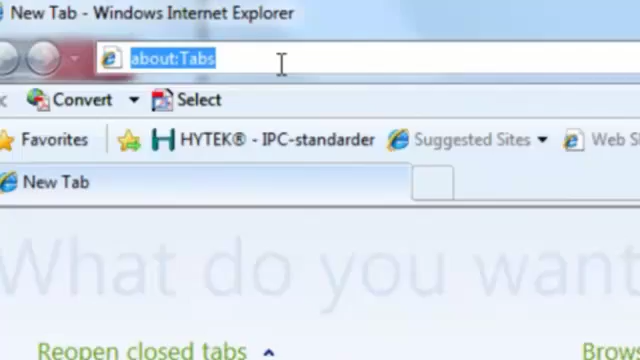 New Tab - Windows Internet Explorer
about:Tabs
Convert Select
Favorites HYTEK® - IPC-standarder Suggested Sites Web
New Tab
What do you want
Reopen closed tabs